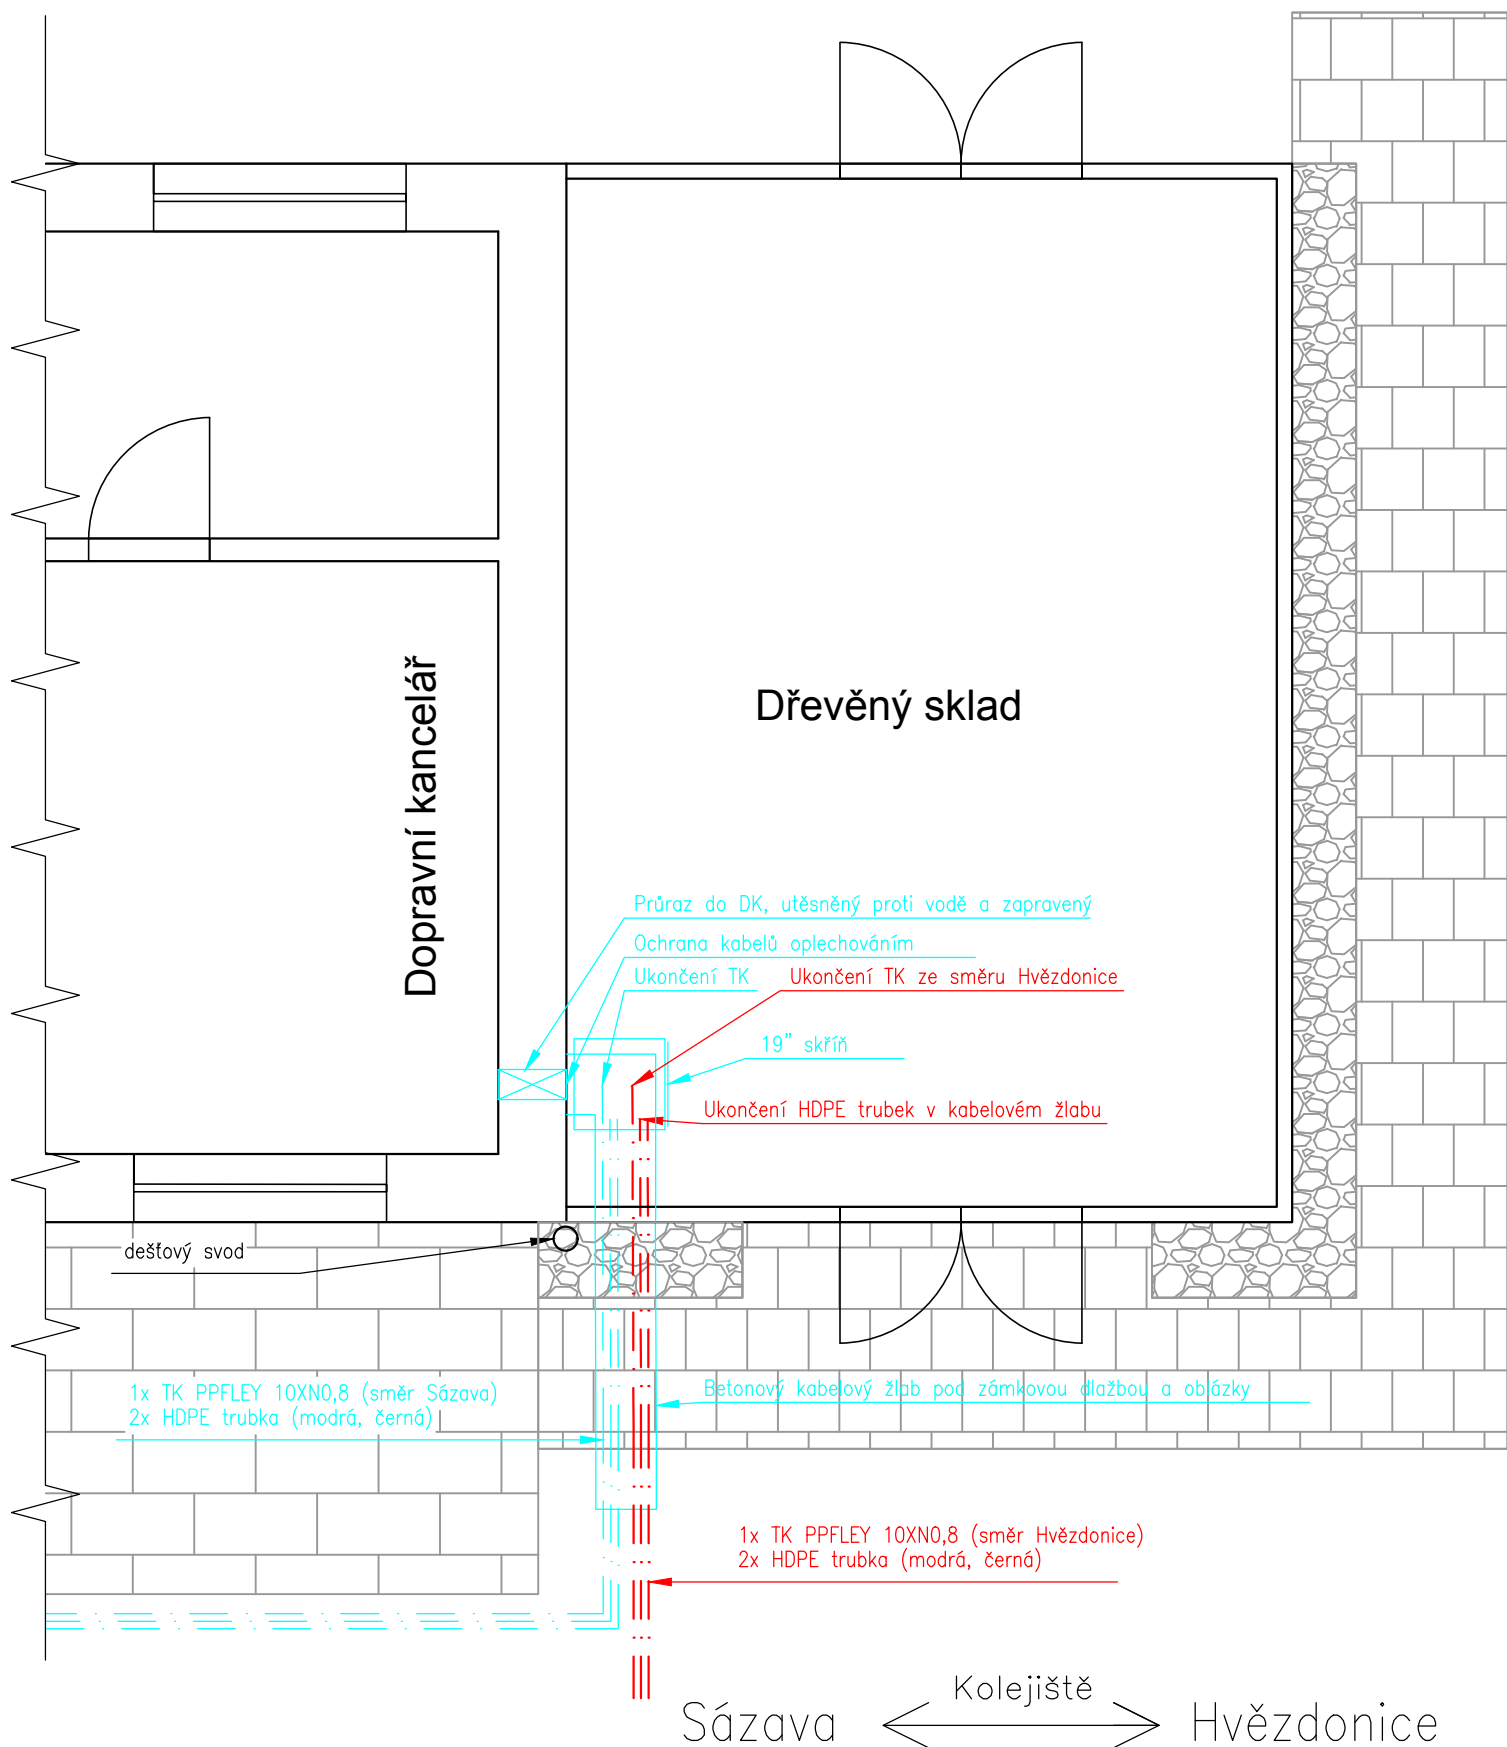 Dřevěný sklad
Dopravní kancelář
Průraz do DK, utěsněný proti vodě a zapravený
Ochrana kabelů oplechováním
Ukončení TK
Ukončení TK ze směru Hvězdonice
19" skříň
Ukončení HDPE trubek v kabelovém žlabu
dešťový svod
1x TK PPFLEY 10XN0,8 (směr Sázava)
2x HDPE trubka (modrá, černá)
Betonový kabelový žlab pod zámkovou dlažbou a oblázky
1x TK PPFLEY 10XN0,8 (směr Hvězdonice)
2x HDPE trubka (modrá, černá)
Kolejiště
Sázava
Hvězdonice